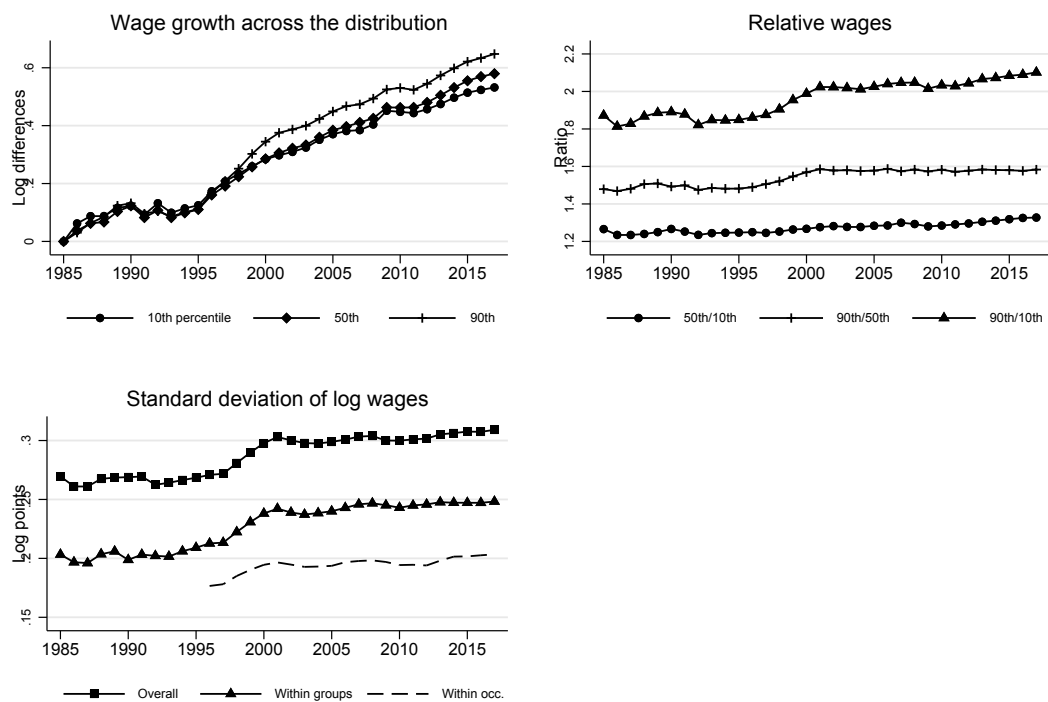 Wage growth across the distribution
Log differences
.6
.4
.2
0
1985 1990 1995 2000 2005 2010 2015
10th percentile 50th 90th
Relative wages
Ratio
2.2
2
1.8
1.6
1.4
1.2
1985 1990 1995 2000 2005 2010 2015
50th/10th 90th/50th 90th/10th
Standard deviation of log wages
Log points
.3
.25
.2
.15
1985 1990 1995 2000 2005 2010 2015
Overall Within groups Within occ.